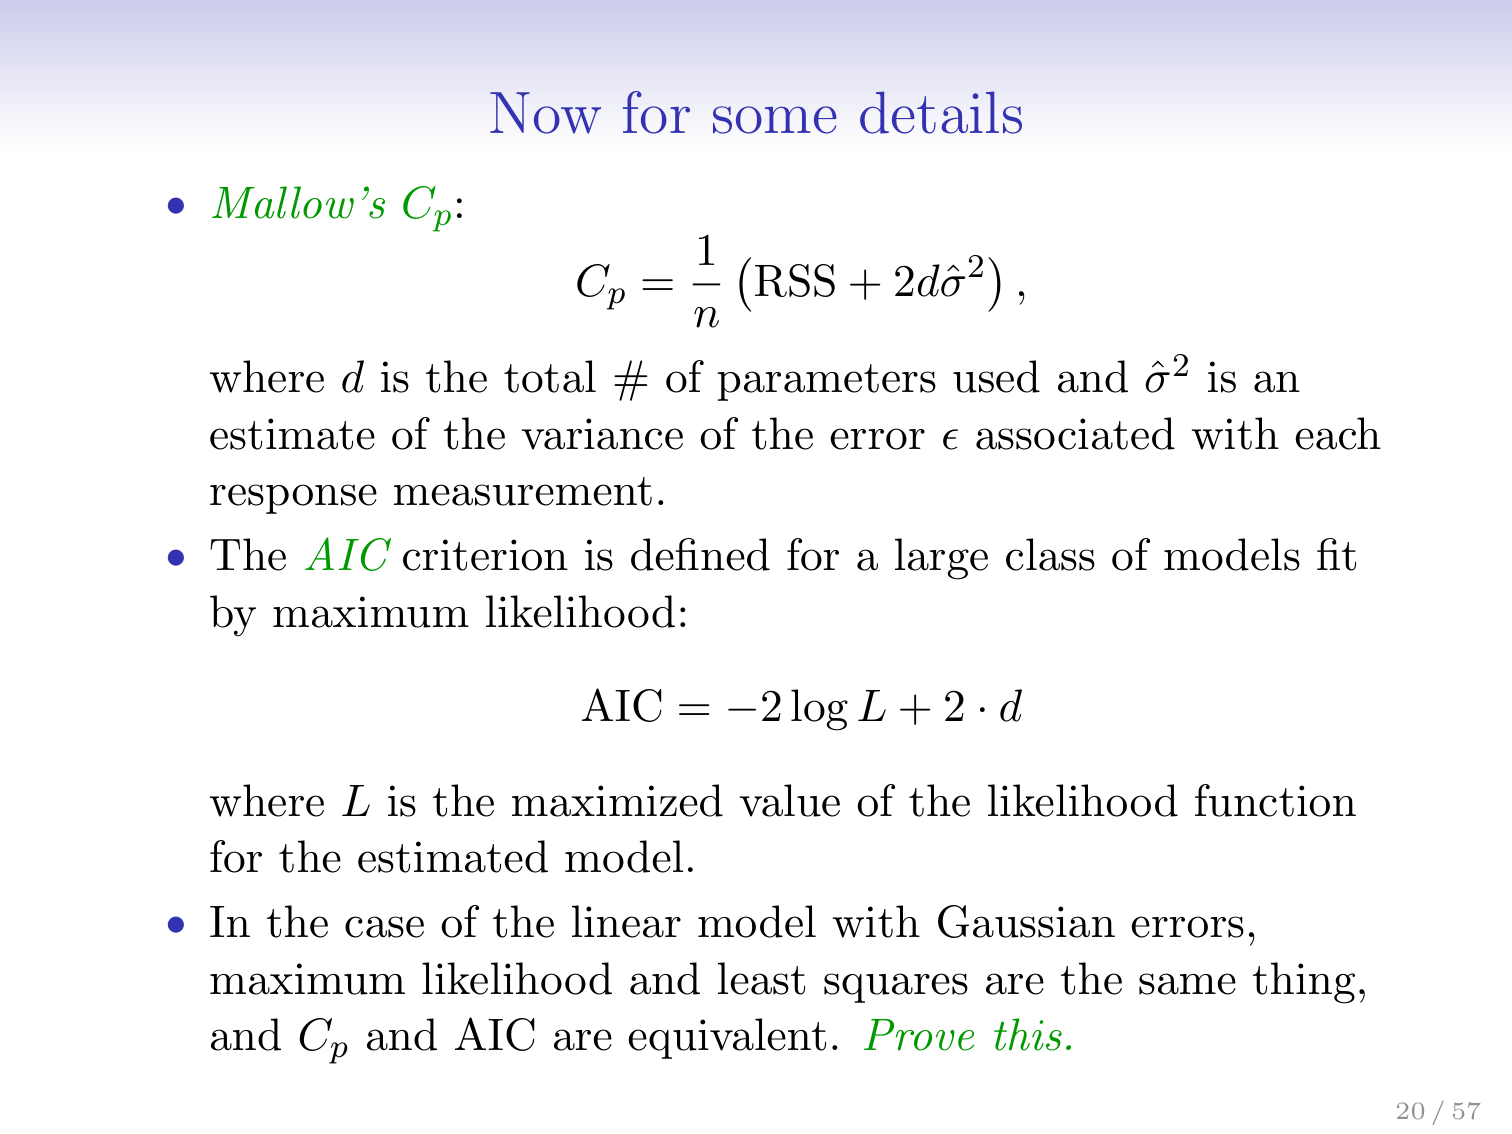 Now for some details
• Mallow's Cp:
Cp = 1/n (RSS + 2dσ̂²),
where d is the total # of parameters used and σ̂² is an
estimate of the variance of the error ϵ associated with each
response measurement.
• The AIC criterion is defined for a large class of models fit
by maximum likelihood:
AIC = −2 log L + 2 · d
where L is the maximized value of the likelihood function
for the estimated model.
• In the case of the linear model with Gaussian errors,
maximum likelihood and least squares are the same thing,
and Cp and AIC are equivalent. Prove this.
20 / 57